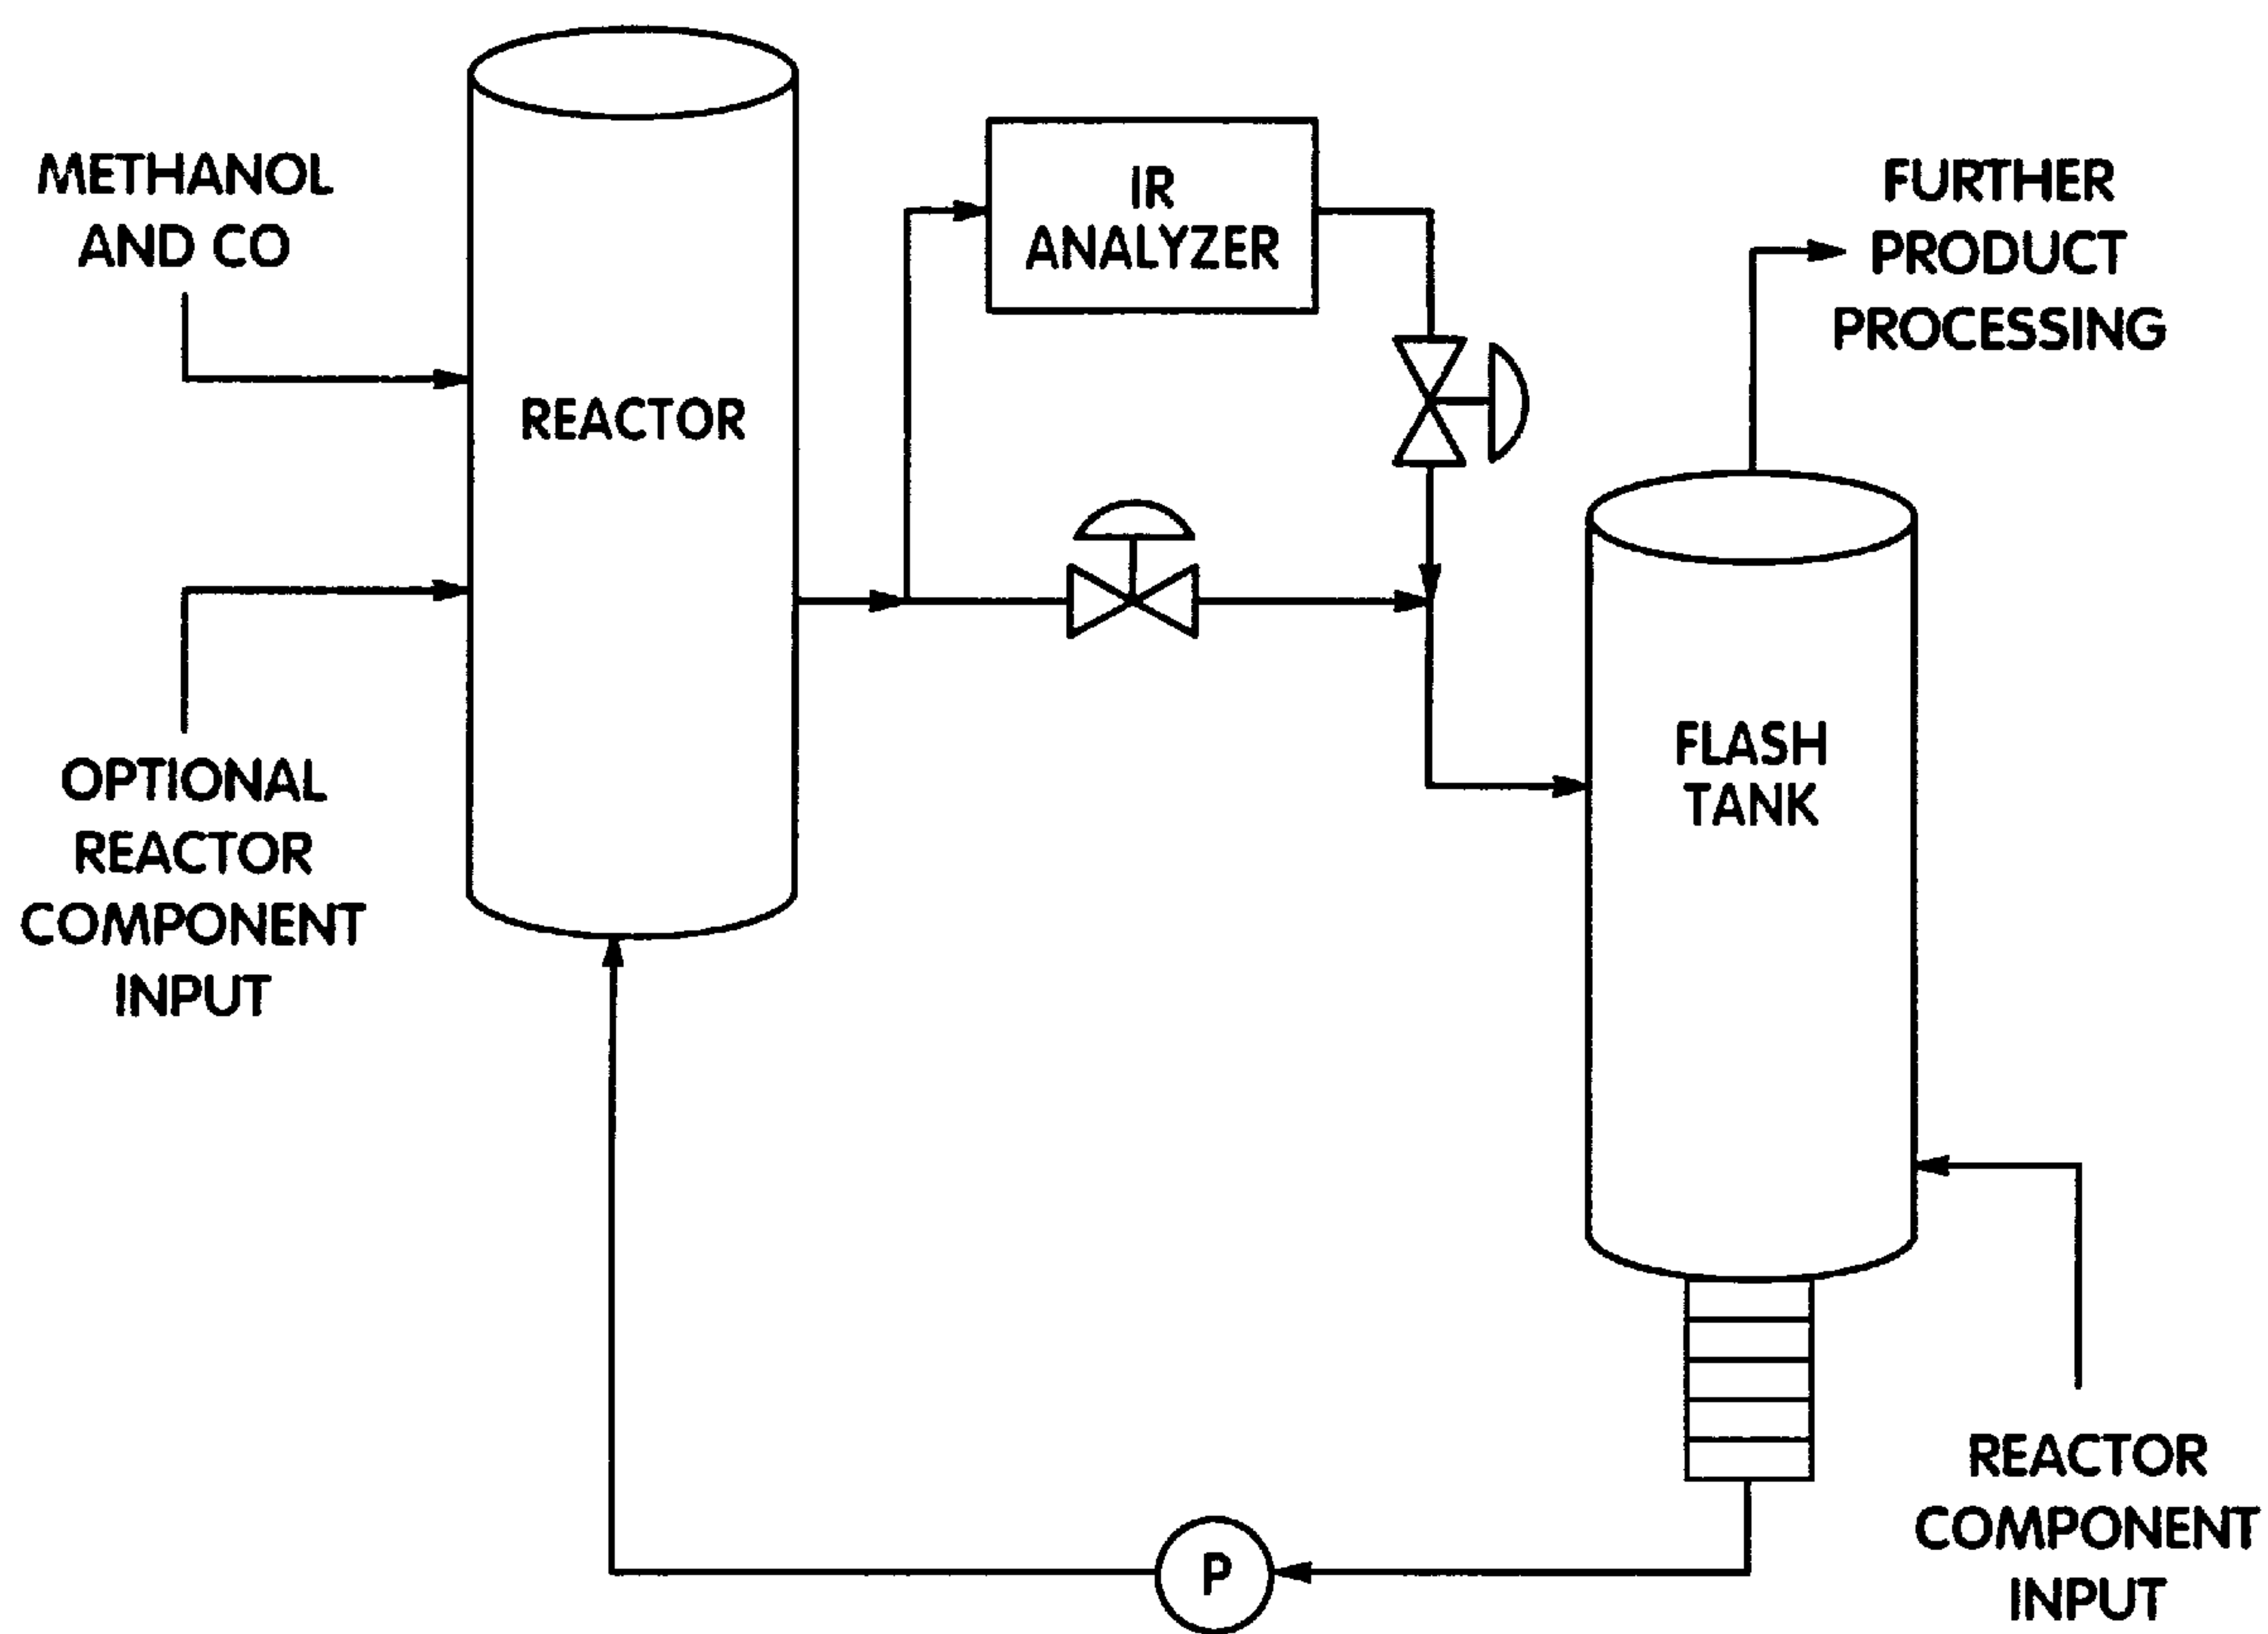 METHANOL
AND CO
REACTOR
OPTIONAL
REACTOR
COMPONENT
INPUT
IR
ANALYZER
FURTHER
PRODUCT
PROCESSING
FLASH
TANK
REACTOR
COMPONENT
INPUT
P